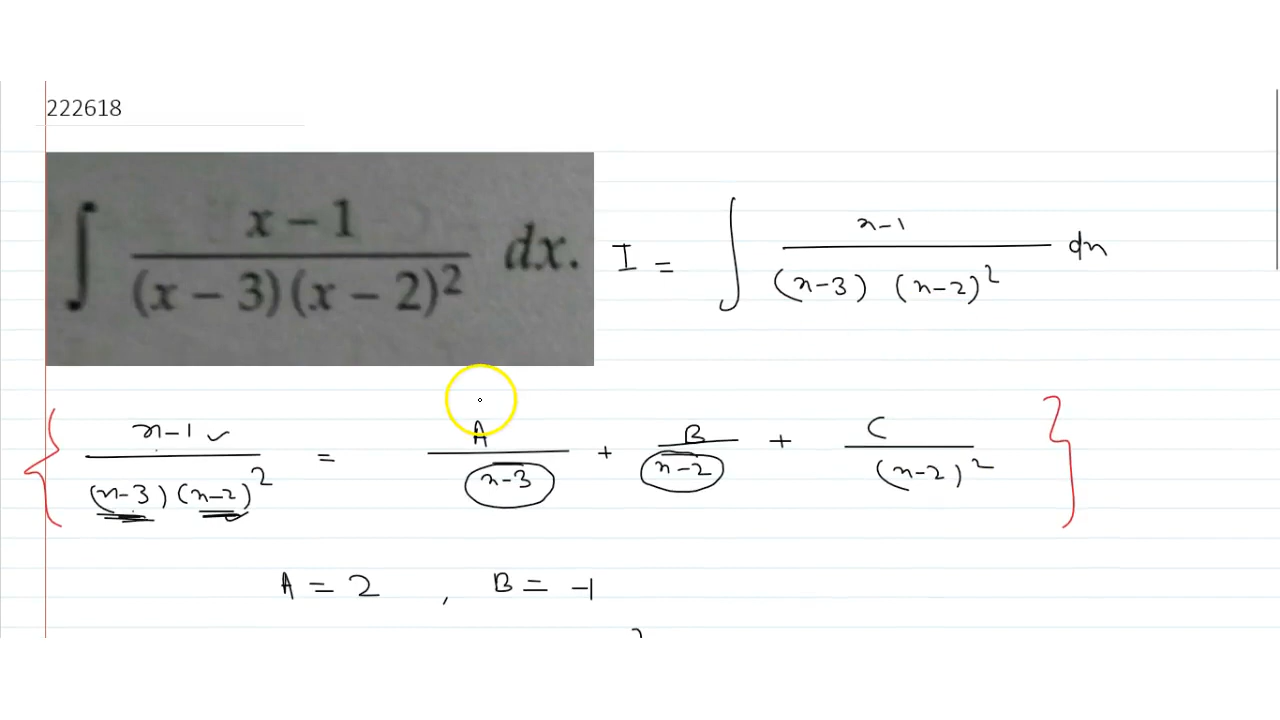 222618
∫ x − 1 / (x − 3)(x − 2)² dx.
I = ∫ x-1 / (x-3) (x-2)² dx
x-1 / (x-3)(x-2)² = A / x-3 + B / x-2 + C / (x-2)²
A = 2 , B = -1